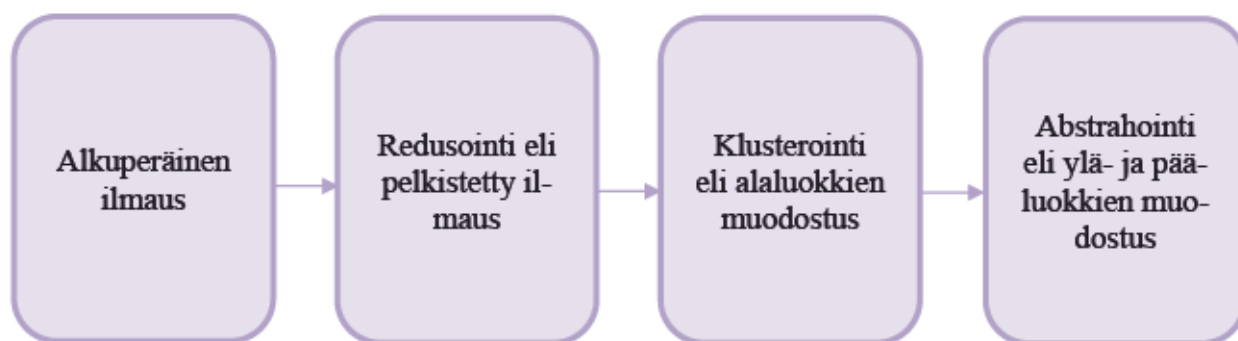 Alkuperäinen
ilmaus
Redusointi eli
pelkistetty il-
maus
Klusterointi
eli alaluokkien
muodostus
Abstrahointi
eli ylä- ja pää-
luokkien muo-
dostus